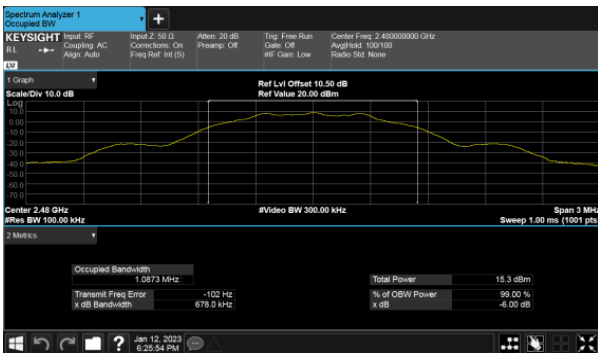 Spectrum Analyzer 1
Occupied BW
+
KEYSIGHT
RL
LXI
Input: RF
Coupling: AC
Align: Auto
Input Z: 50 Ω
Corrections: On
Freq Ref: Int (S)
Atten: 20 dB
Preamp: Off
Trig: Free Run
Gate: Off
#IF Gain: Low
Center Freq: 2.480000000 GHz
Avg|Hold: 100/100
Radio Std: None
1 Graph
Scale/Div 10.0 dB
Ref Lvl Offset 10.50 dB
Ref Value 20.00 dBm
Log
10.0
0.00
-10.0
-20.0
-30.0
-40.0
-50.0
-60.0
-70.0
Center 2.48 GHz
#Res BW 100.00 kHz
#Video BW 300.00 kHz
Span 3 MHz
Sweep 1.00 ms (1001 pts
2 Metrics
Occupied Bandwidth
1.0873 MHz
Transmit Freq Error -102 Hz
x dB Bandwidth 678.0 kHz
Total Power 15.3 dBm
% of OBW Power 99.00 %
x dB -6.00 dB
?
Jan 12, 2023
6:25:54 PM